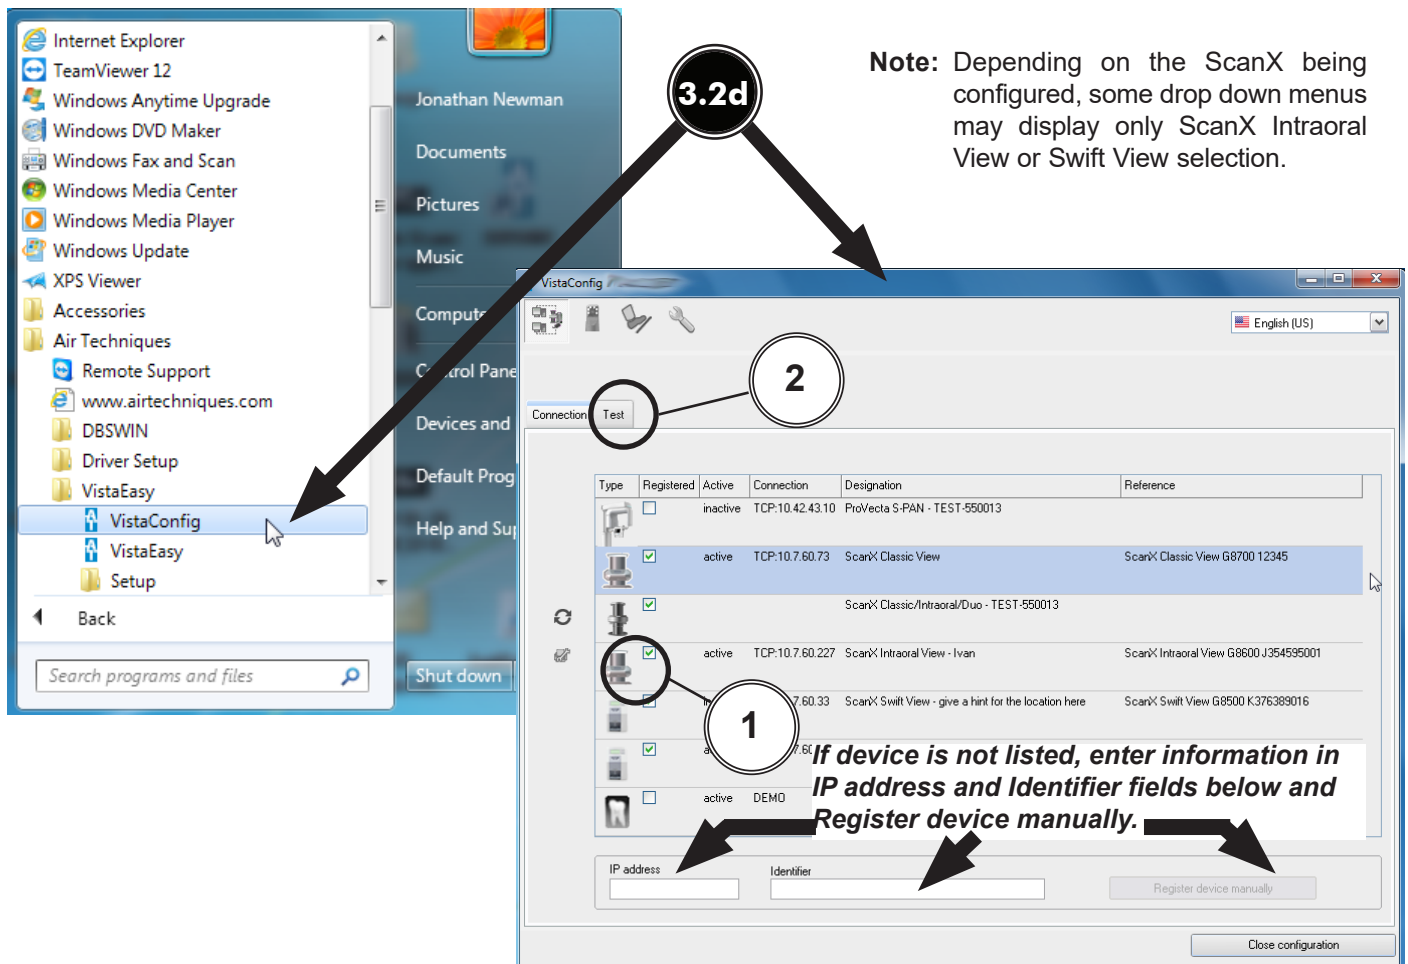 Internet Explorer
TeamViewer 12
Windows Anytime Upgrade
Windows DVD Maker
Windows Fax and Scan
Windows Media Center
Windows Media Player
Windows Update
XPS Viewer
Accessories
Air Techniques
Remote Support
www.airtechniques.com
DBSWIN
Driver Setup
VistaEasy
VistaConfig
VistaEasy
Setup
Back
Search programs and files
Jonathan Newman
Documents
Pictures
Music
Compute
Control Pane
Devices and
Default Prog
Help and Su
Shut down
3.2d
Note: Depending on the ScanX being
configured, some drop down menus
may display only ScanX Intraoral
View or Swift View selection.
VistaConfig
English (US)
2
Connection Test
Type Registered Active Connection Designation Reference
inactive TCP:10.42.43.10 ProVecta S-PAN - TEST-550013
active TCP:10.7.60.73 ScanX Classic View ScanX Classic View G8700 12345
ScanX Classic/Intraoral/Duo - TEST-550013
active TCP:10.7.60.227 ScanX Intraoral View - Ivan ScanX Intraoral View G8600 J354595001
7.60.33 ScanX Swift View - give a hint for the location here ScanX Swift View G8500 K376389016
1
If device is not listed, enter information in
IP address and Identifier fields below and
Register device manually.
active DEMO
IP address Identifier
Register device manually
Close configuration